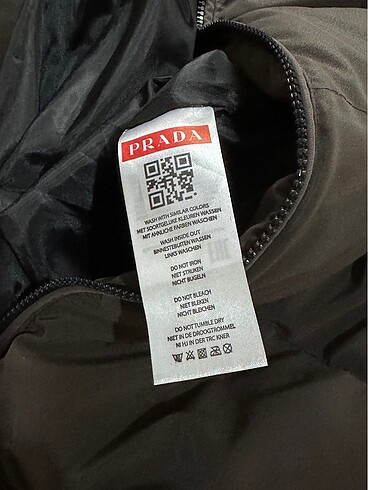 PRADA
WASH WITH SIMILAR COLORS
MET SOORTGELIJKE KLEUREN WASSEN
MIT ÄHNLICHE FARBEN WASCHEN
WASH INSIDE OUT
BINNESTEBUITEN WASSEN
LINKS WASCHEN
DO NOT IRON
NIET STRIJKEN
NICHT BUGELN
DO NOT BLEACH
NIET BLEKEN
NICHT BLEICHEN
DO NOT TUMBLE DRY
NIET IN DE DROOGTROMMEL